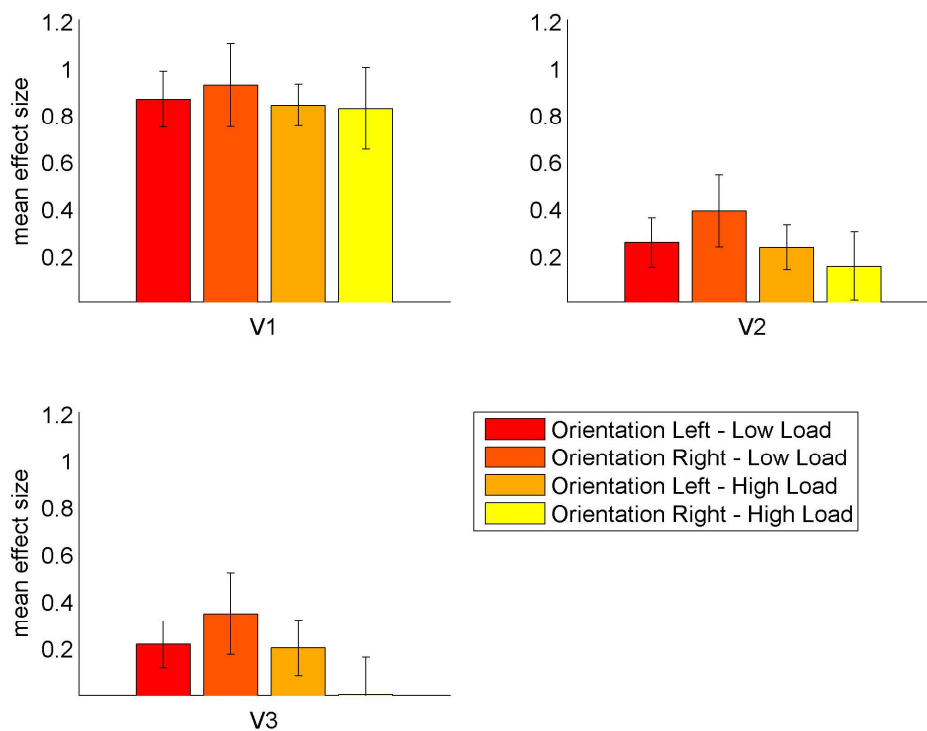 1.2
1
0.8
0.6
0.4
0.2
mean effect size
V1
1.2
1
0.8
0.6
0.4
0.2
V2
1.2
1
0.8
0.6
0.4
0.2
mean effect size
V3
Orientation Left - Low Load
Orientation Right - Low Load
Orientation Left - High Load
Orientation Right - High Load